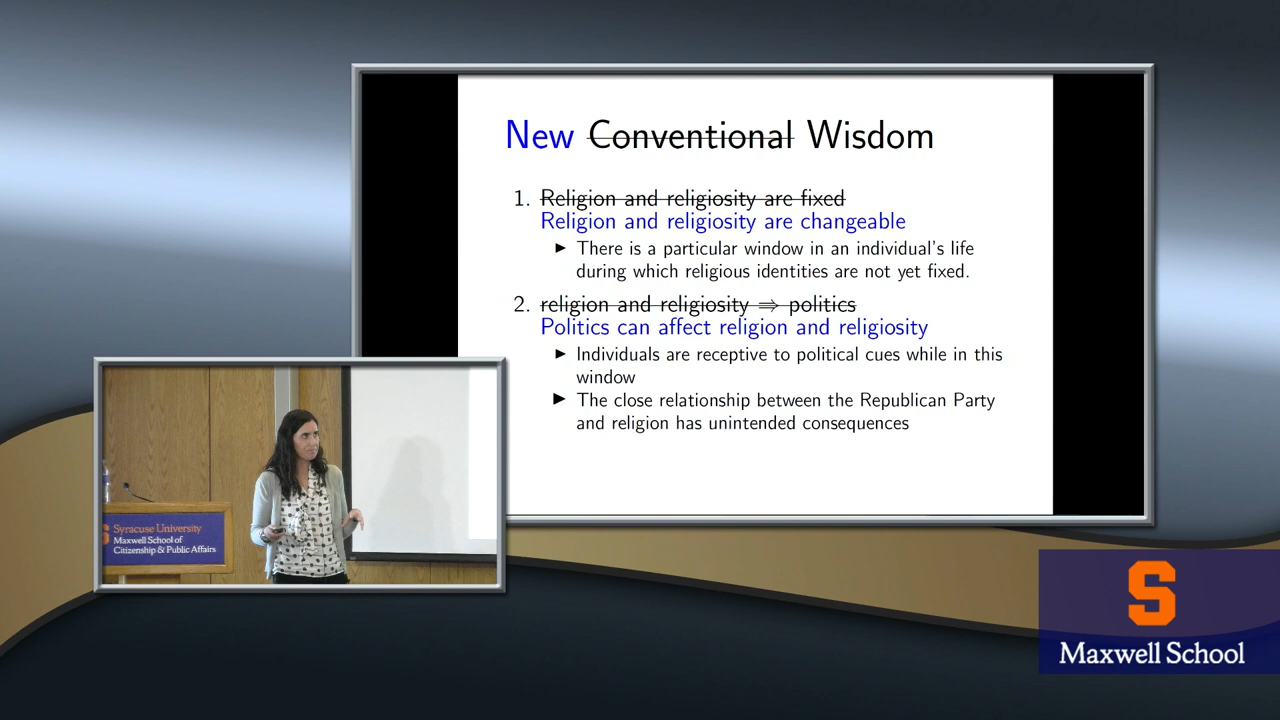 New Conventional Wisdom
1. Religion and religiosity are fixed
Religion and religiosity are changeable
▶ There is a particular window in an individual's life
during which religious identities are not yet fixed.
2. religion and religiosity ⇒ politics
Politics can affect religion and religiosity
▶ Individuals are receptive to political cues while in this
window
▶ The close relationship between the Republican Party
and religion has unintended consequences
S
Syracuse University
Maxwell School of
Citizenship & Public Affairs
S
Maxwell School